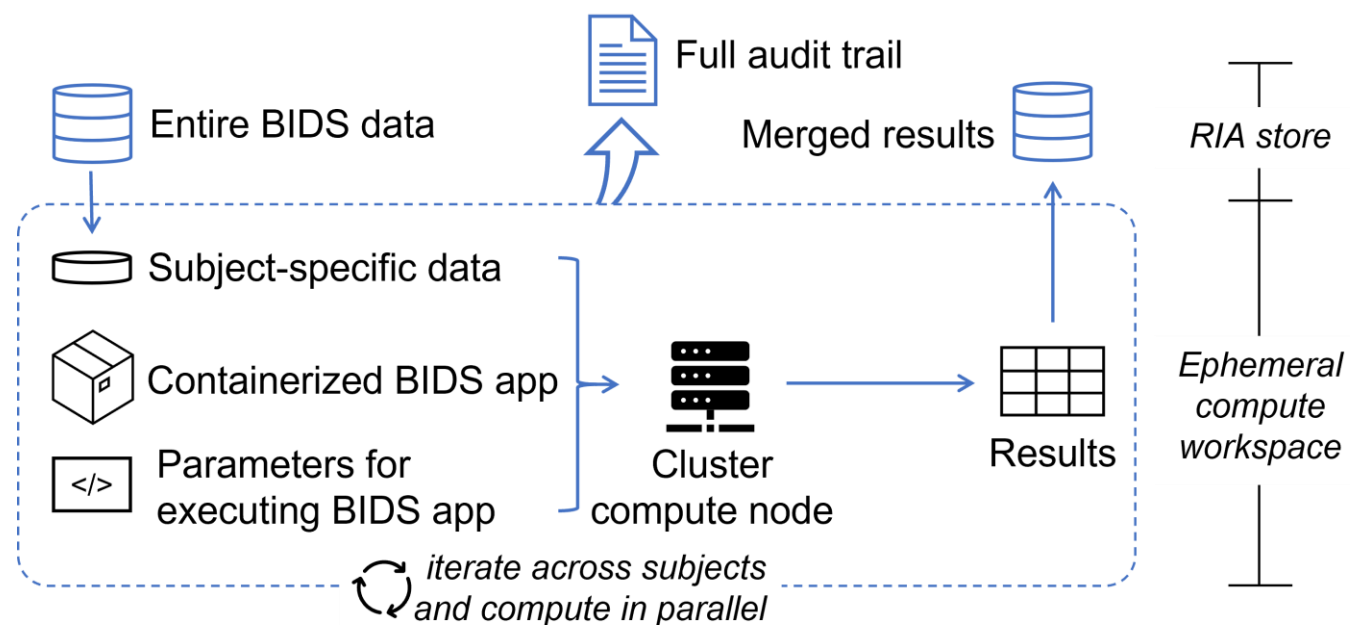 Full audit trail
Entire BIDS data
Merged results
RIA store
Subject-specific data
Containerized BIDS app
</>
Parameters for
executing BIDS app
Cluster
compute node
Results
Ephemeral
compute
workspace
iterate across subjects
and compute in parallel